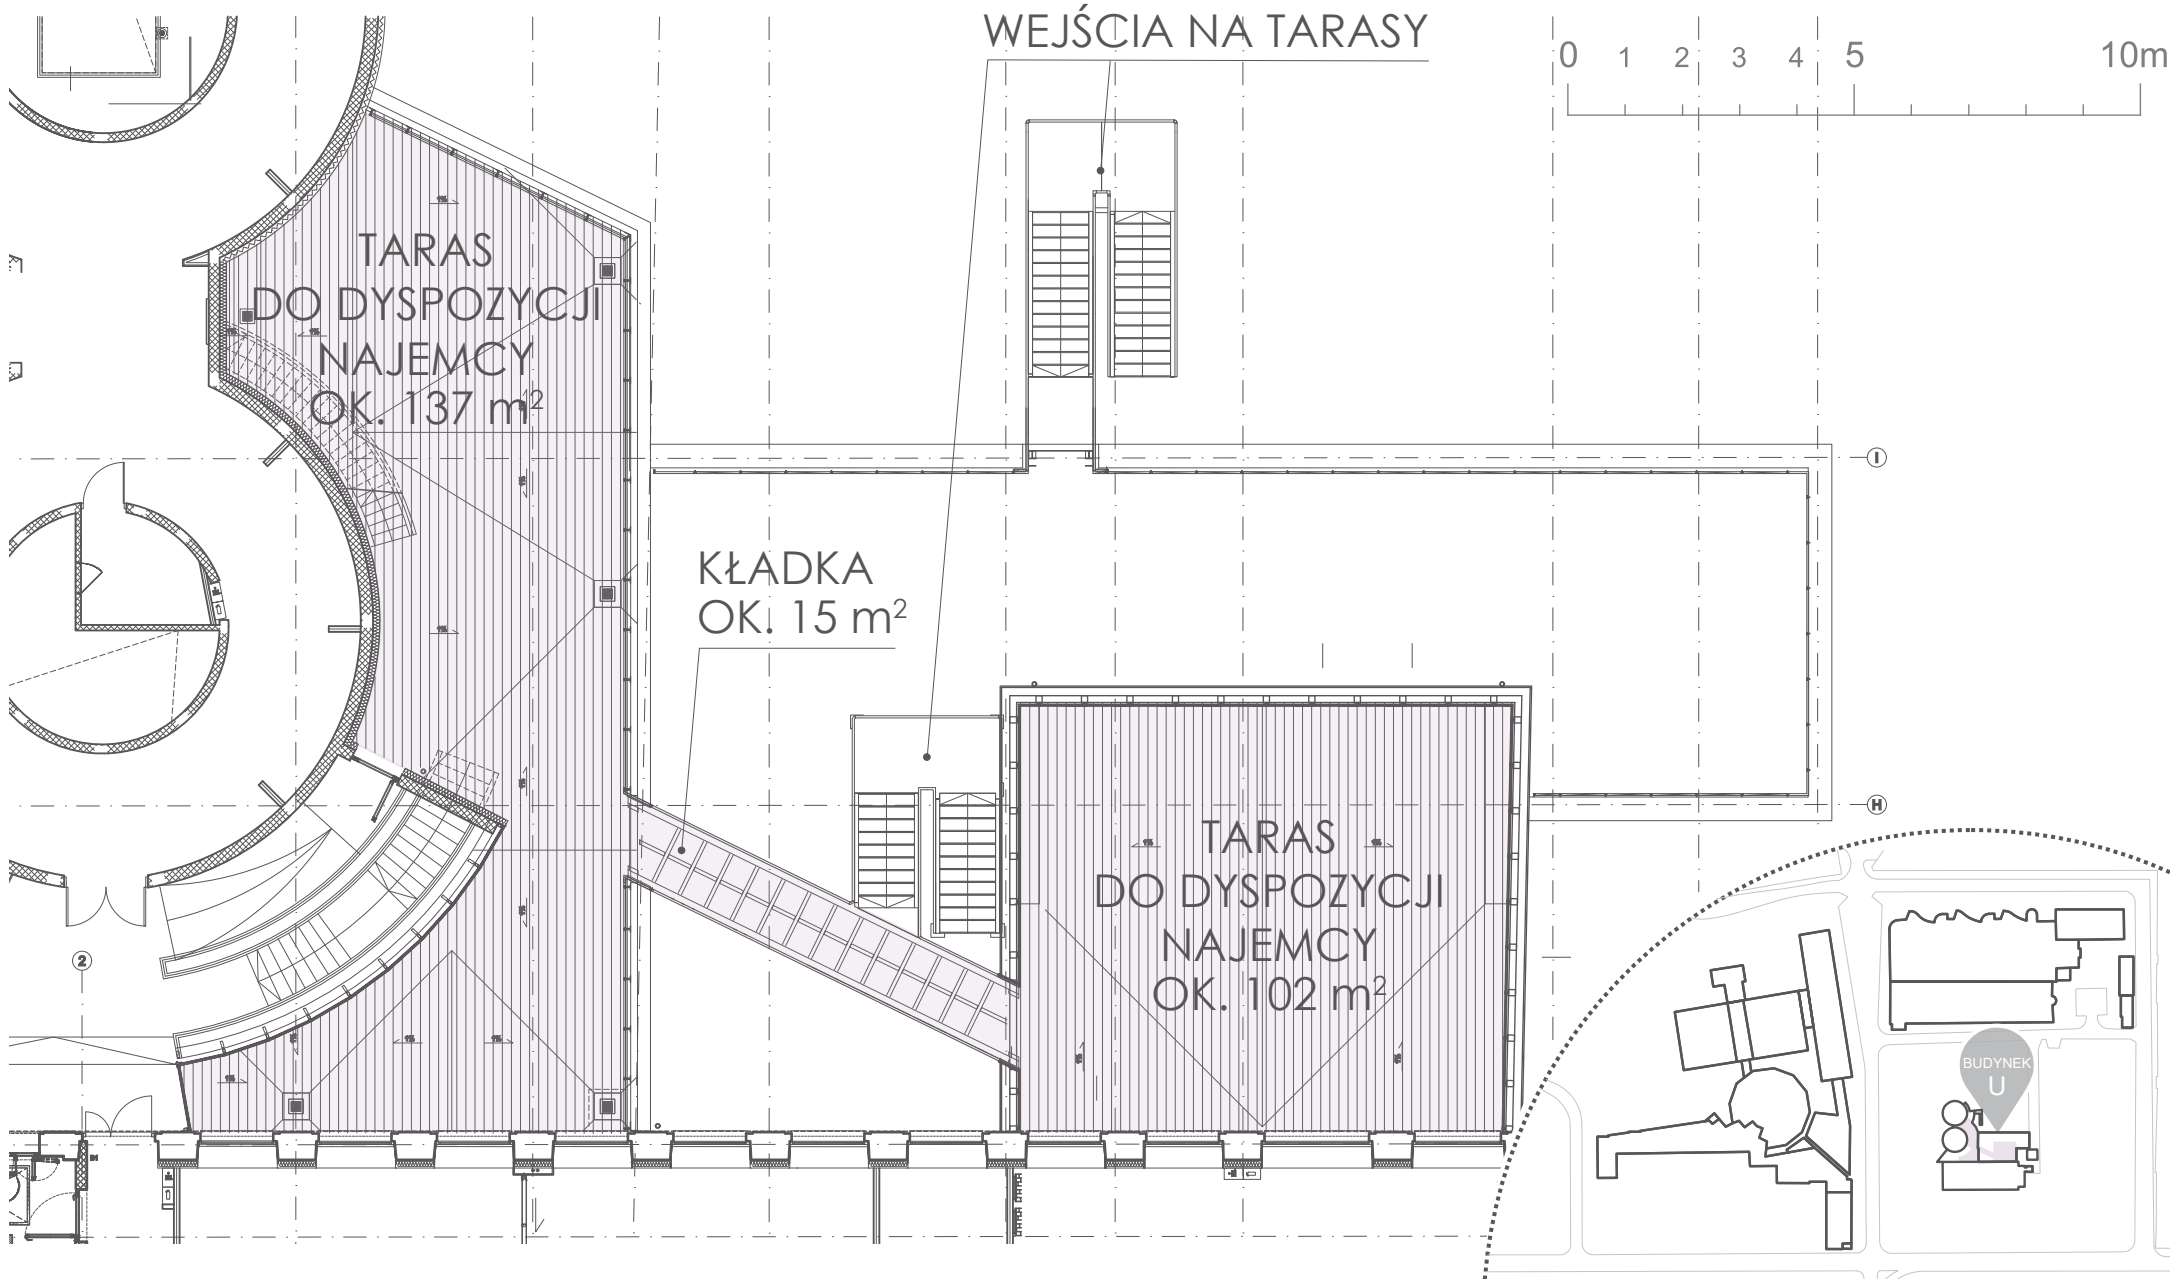 WEJŚCIA NA TARASY
0 1 2 3 4 5 10m
TARAS
DO DYSPOZYCJI
NAJEMCY
OK. 137 m²
I
KŁADKA
OK. 15 m²
H
TARAS
DO DYSPOZYCJI
NAJEMCY
OK. 102 m²
2
BUDYNEK
U